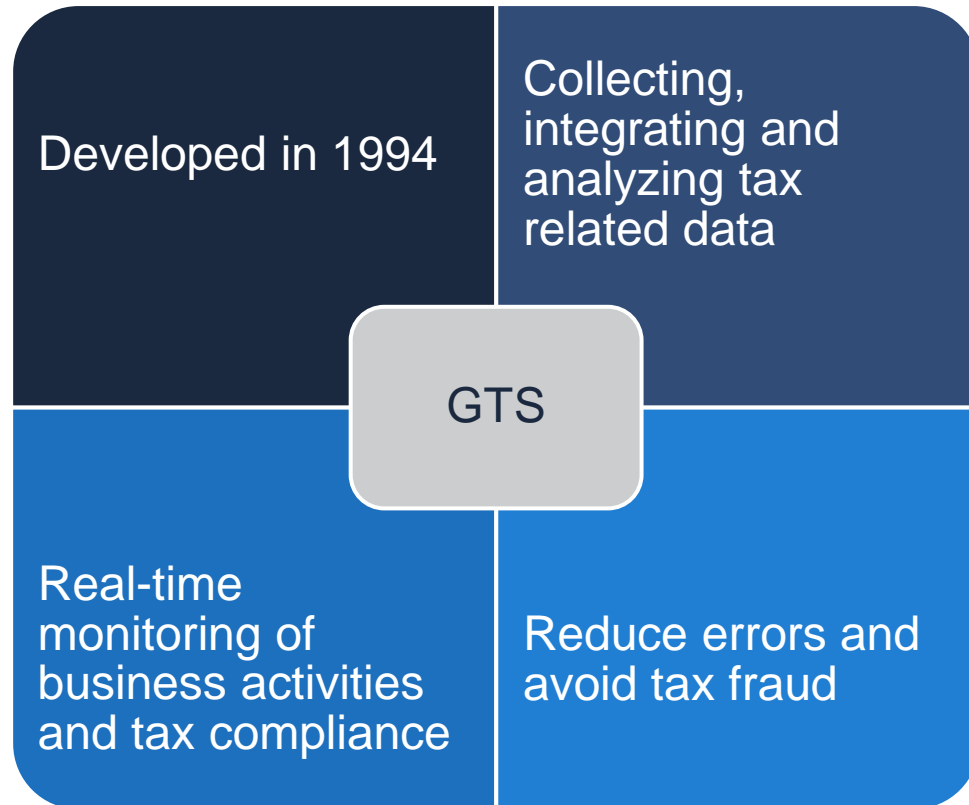 Developed in 1994
Collecting,
integrating and
analyzing tax
related data
GTS
Real-time
monitoring of
business activities
and tax compliance
Reduce errors and
avoid tax fraud